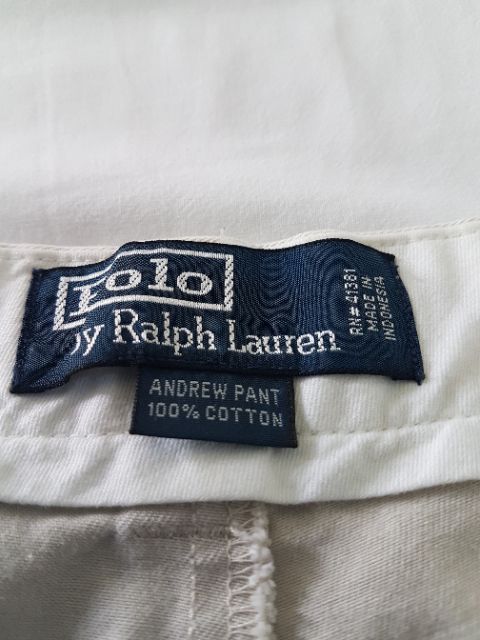 Polo
by Ralph Lauren
RN# 41381
MADE IN
INDONESIA
ANDREW PANT
100% COTTON